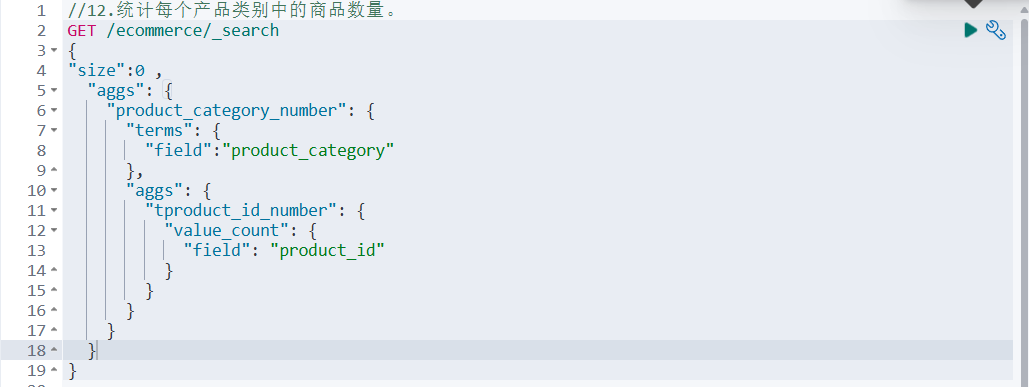 1 //12.统计每个产品类别中的商品数量。
2 GET /ecommerce/_search
3 {
4 "size":0 ,
5   "aggs": {
6     "product_category_number": {
7       "terms": {
8         "field":"product_category"
9       },
10       "aggs": {
11         "tproduct_id_number": {
12           "value_count": {
13             "field": "product_id"
14           }
15         }
16       }
17     }
18   }
19 }